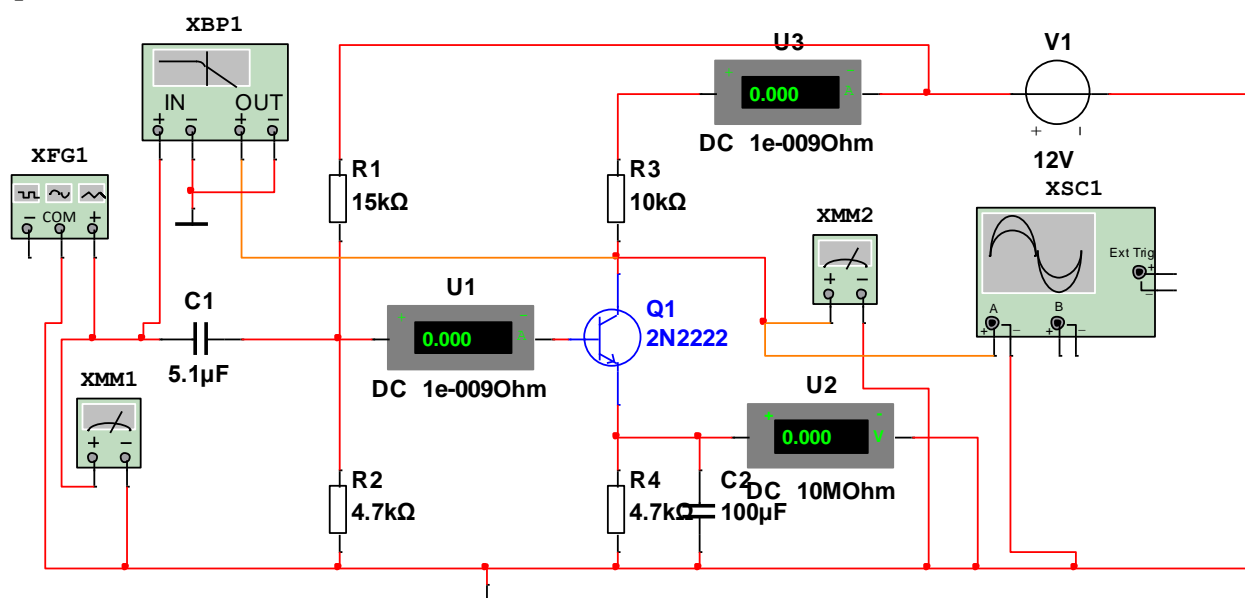 XBP1
IN OUT
XFG1
COM
U3
0.000
A
DC 1e-009Ohm
V1
12V
R1
15kΩ
R3
10kΩ
XMM2
XSC1
Ext Trig
A
B
C1
5.1µF
U1
0.000
A
DC 1e-009Ohm
Q1
2N2222
XMM1
U2
0.000
V
DC 10MOhm
R2
4.7kΩ
R4
4.7kΩ
C2
100µF